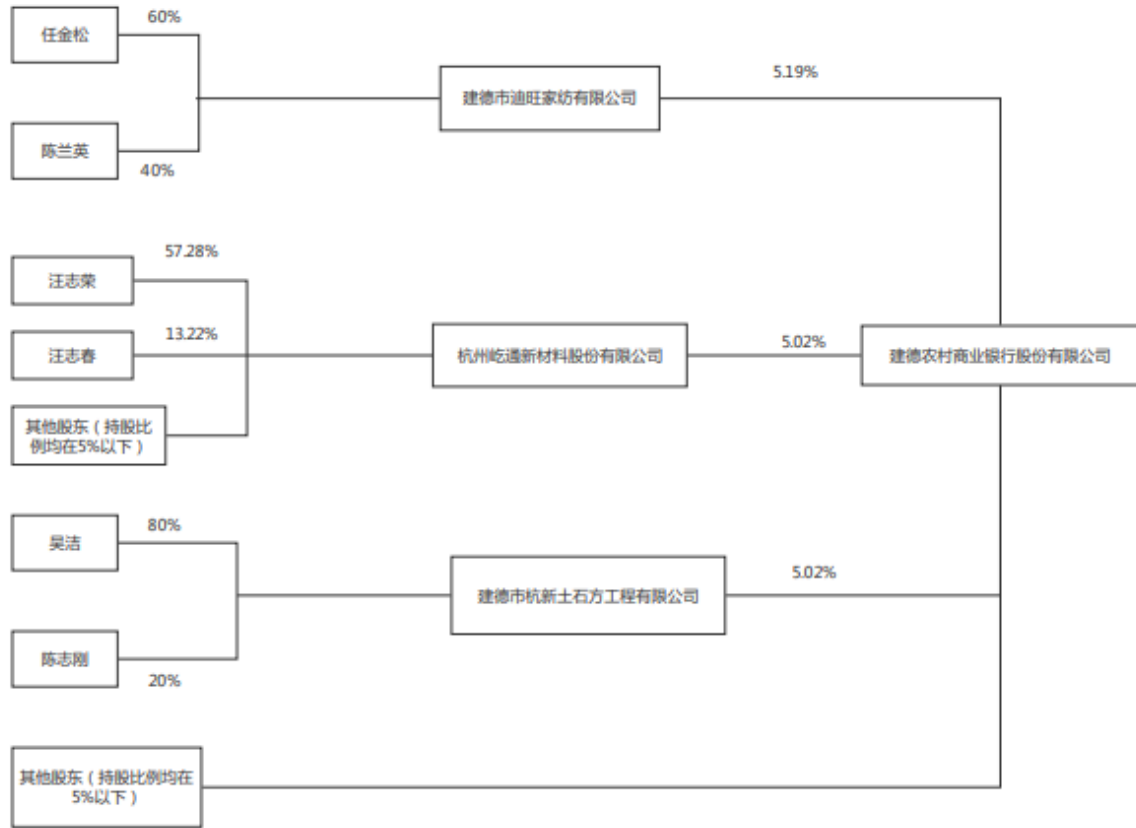 60%
任金松
建德市迪旺家纺有限公司
5.19%
陈兰英
40%
57.28%
汪志荣
13.22%
汪志春
杭州屹通新材料股份有限公司
5.02%
建德农村商业银行股份有限公司
其他股东（持股比
例均在5%以下）
80%
吴洁
建德市杭新土石方工程有限公司
5.02%
陈志刚
20%
其他股东（持股比例均在
5%以下）